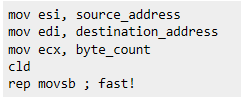 mov esi, source_address
mov edi, destination_address
mov ecx, byte_count
cld
rep movsb ; fast!